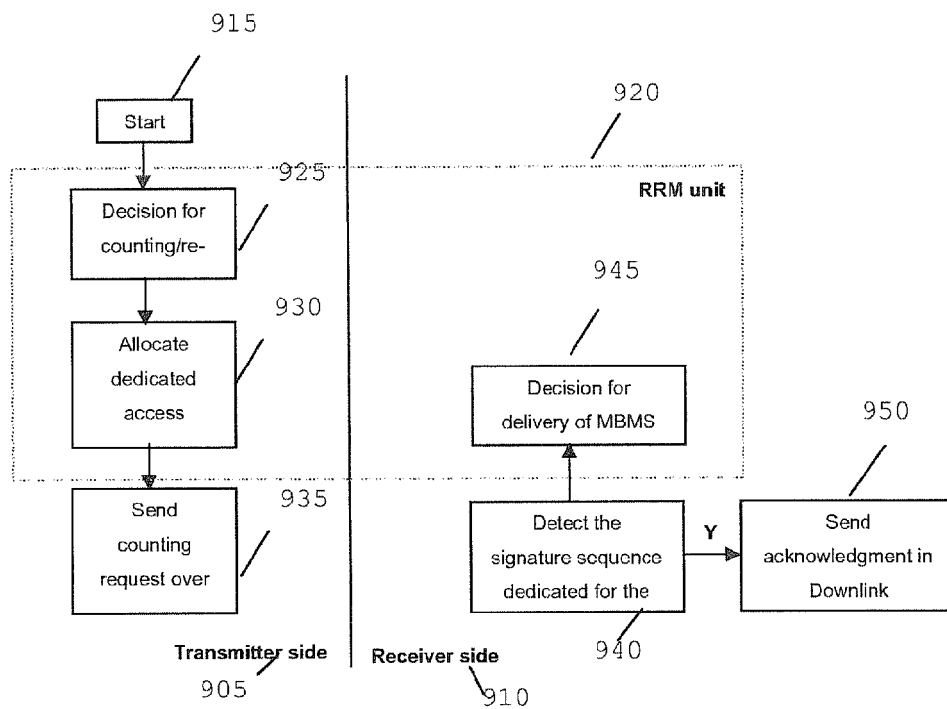 915
Start
920
925
RRM unit
Decision for
counting/re-
930
Allocate
dedicated
access
945
Decision for
delivery of MBMS
950
935
Send
counting
request over
Detect the
signature sequence
dedicated for the
Y
Send
acknowledgment in
Downlink
940
Transmitter side
905
Receiver side
910